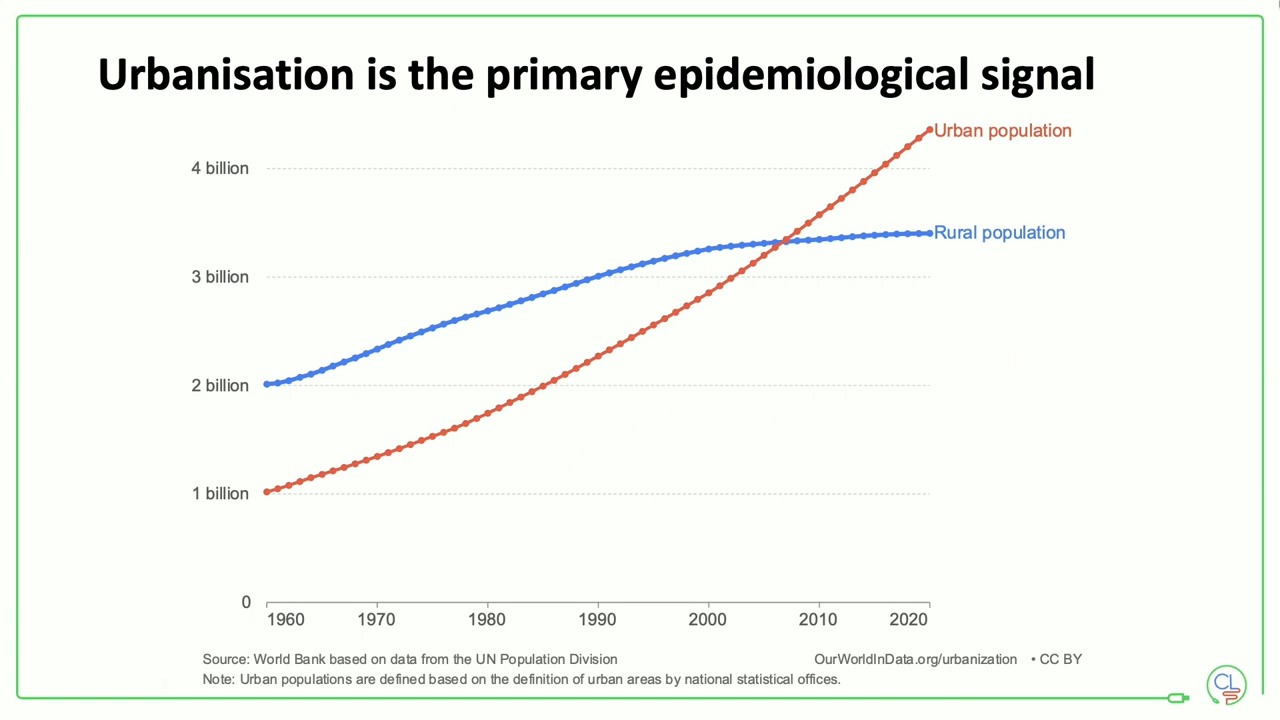 Urbanisation is the primary epidemiological signal
Urban population
4 billion
Rural population
3 billion
2 billion
1 billion
0
1960 1970 1980 1990 2000 2010 2020
Source: World Bank based on data from the UN Population Division
OurWorldInData.org/urbanization • CC BY
Note: Urban populations are defined based on the definition of urban areas by national statistical offices.
CL